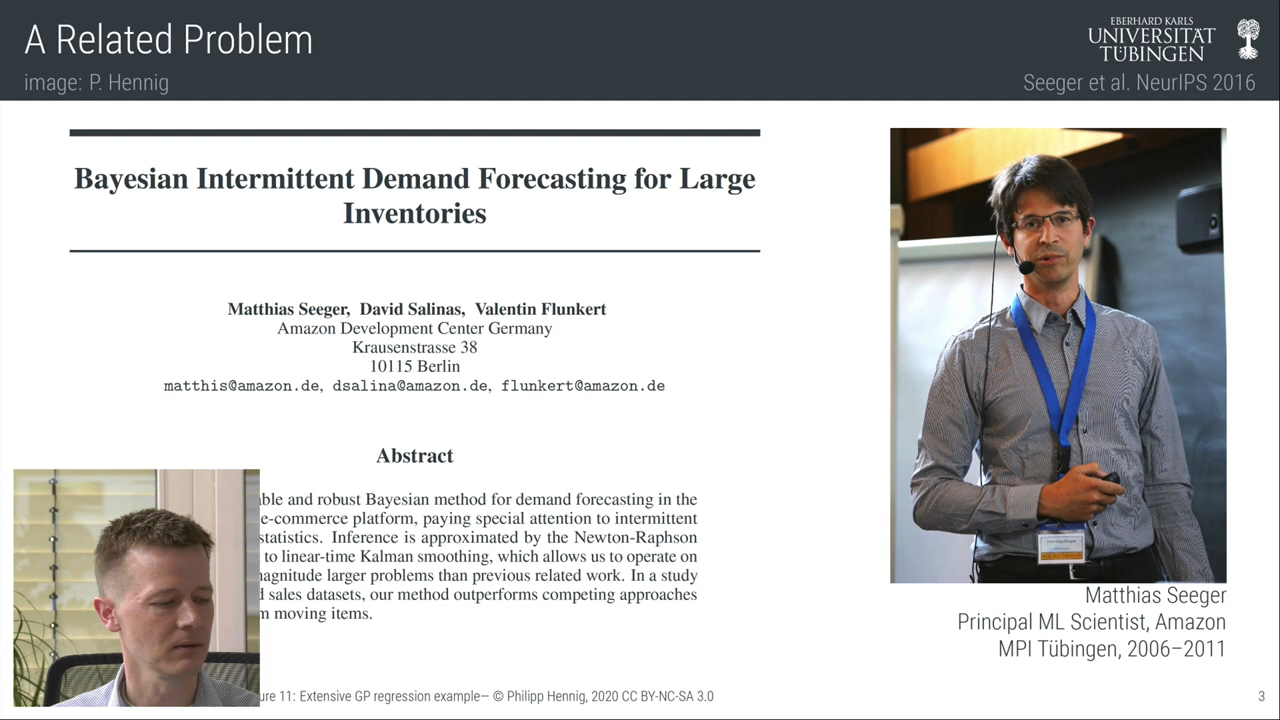 A Related Problem
image: P. Hennig
EBERHARD KARLS
UNIVERSITÄT
TÜBINGEN
Seeger et al. NeurIPS 2016
Bayesian Intermittent Demand Forecasting for Large
Inventories
Matthias Seeger, David Salinas, Valentin Flunkert
Amazon Development Center Germany
Krausenstrasse 38
10115 Berlin
matthis@amazon.de, dsalina@amazon.de, flunkert@amazon.de
Abstract
and robust Bayesian method for demand forecasting in the
e-commerce platform, paying special attention to intermittent
statistics. Inference is approximated by the Newton-Raphson
to linear-time Kalman smoothing, which allows us to operate on
larger problems than previous related work. In a study
sales datasets, our method outperforms competing approaches
moving items.
Matthias Seeger
Principal ML Scientist, Amazon
MPI Tübingen, 2006–2011
11: Extensive GP regression example— © Philipp Hennig, 2020 CC BY-NC-SA 3.0
3